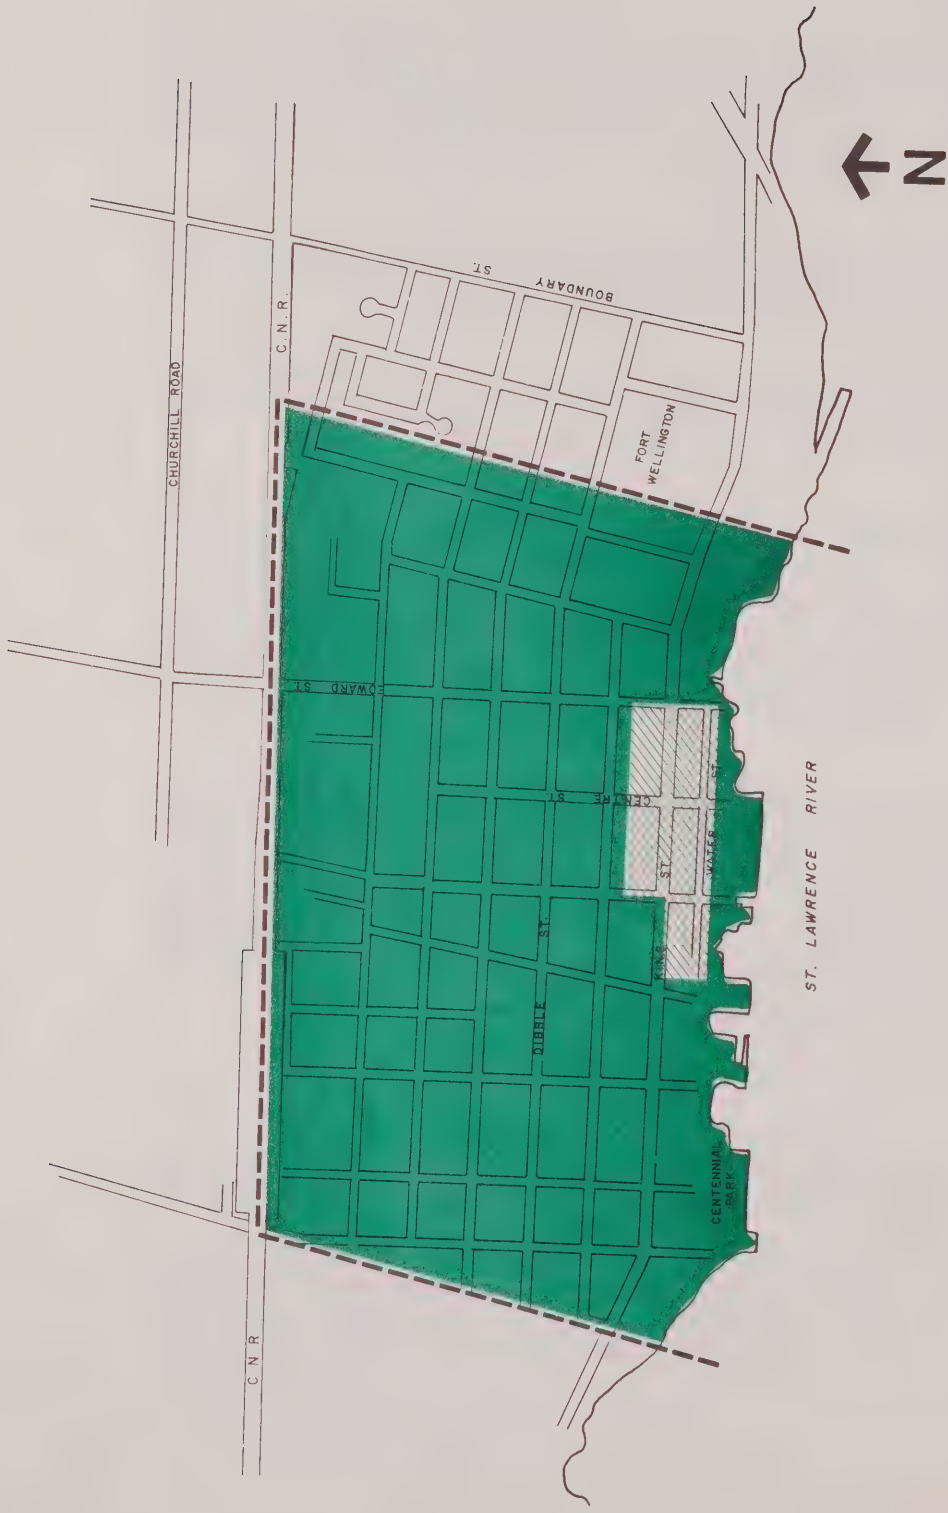 N
CHURCHILL ROAD
C. N. R.
C N R
BOUNDARY ST.
EDWARD ST.
CENTRE ST.
DIBBLE ST.
KING ST.
WATER ST.
FORT
WELLINGTON
CENTENNIAL
PARK
ST. LAWRENCE RIVER